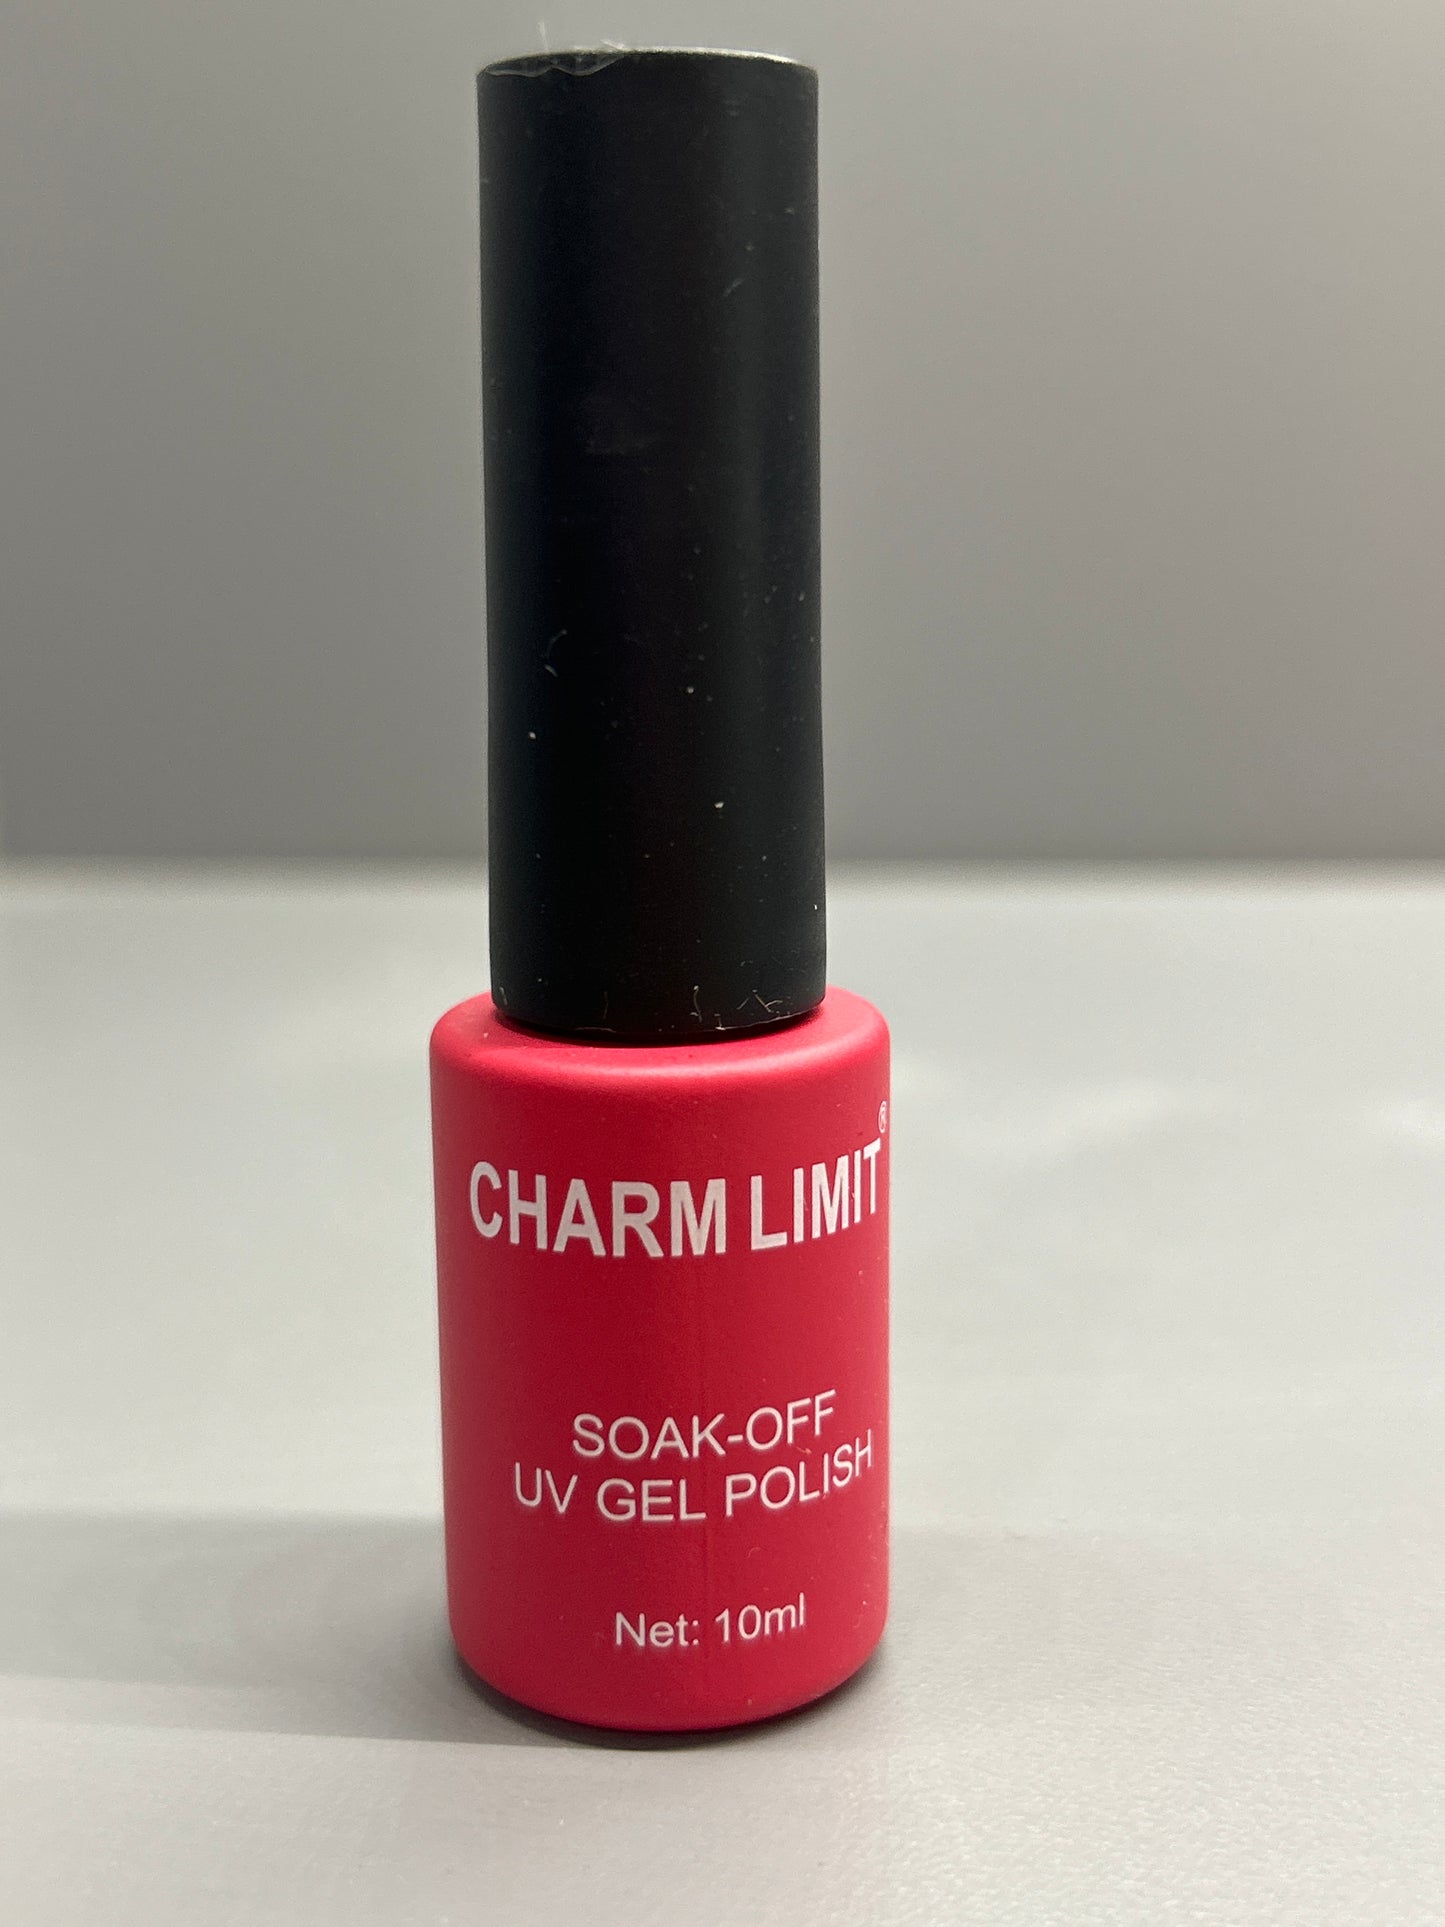 CHARM LIMIT®
SOAK-OFF
UV GEL POLISH
Net: 10ml